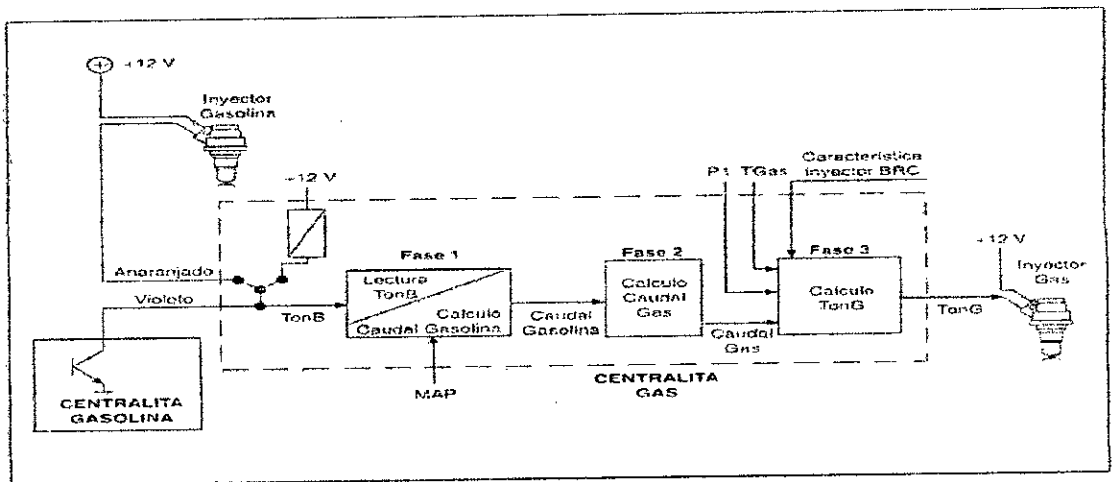 +12 V
Inyector
Gasolina
+12 V
P1 TGas
Característica
Inyector BRC
Anaranjado
Violeto
TonB
Fase 1
Lectura
TonB
Calculo
Caudal Gasolina
MAP
Caudal
Gasolina
Fase 2
Calculo
Caudal
Gas
Caudal
Gas
Fase 3
Calculo
TonG
TonG
+12 V
Inyector
Gas
CENTRALITA
GASOLINA
CENTRALITA
GAS